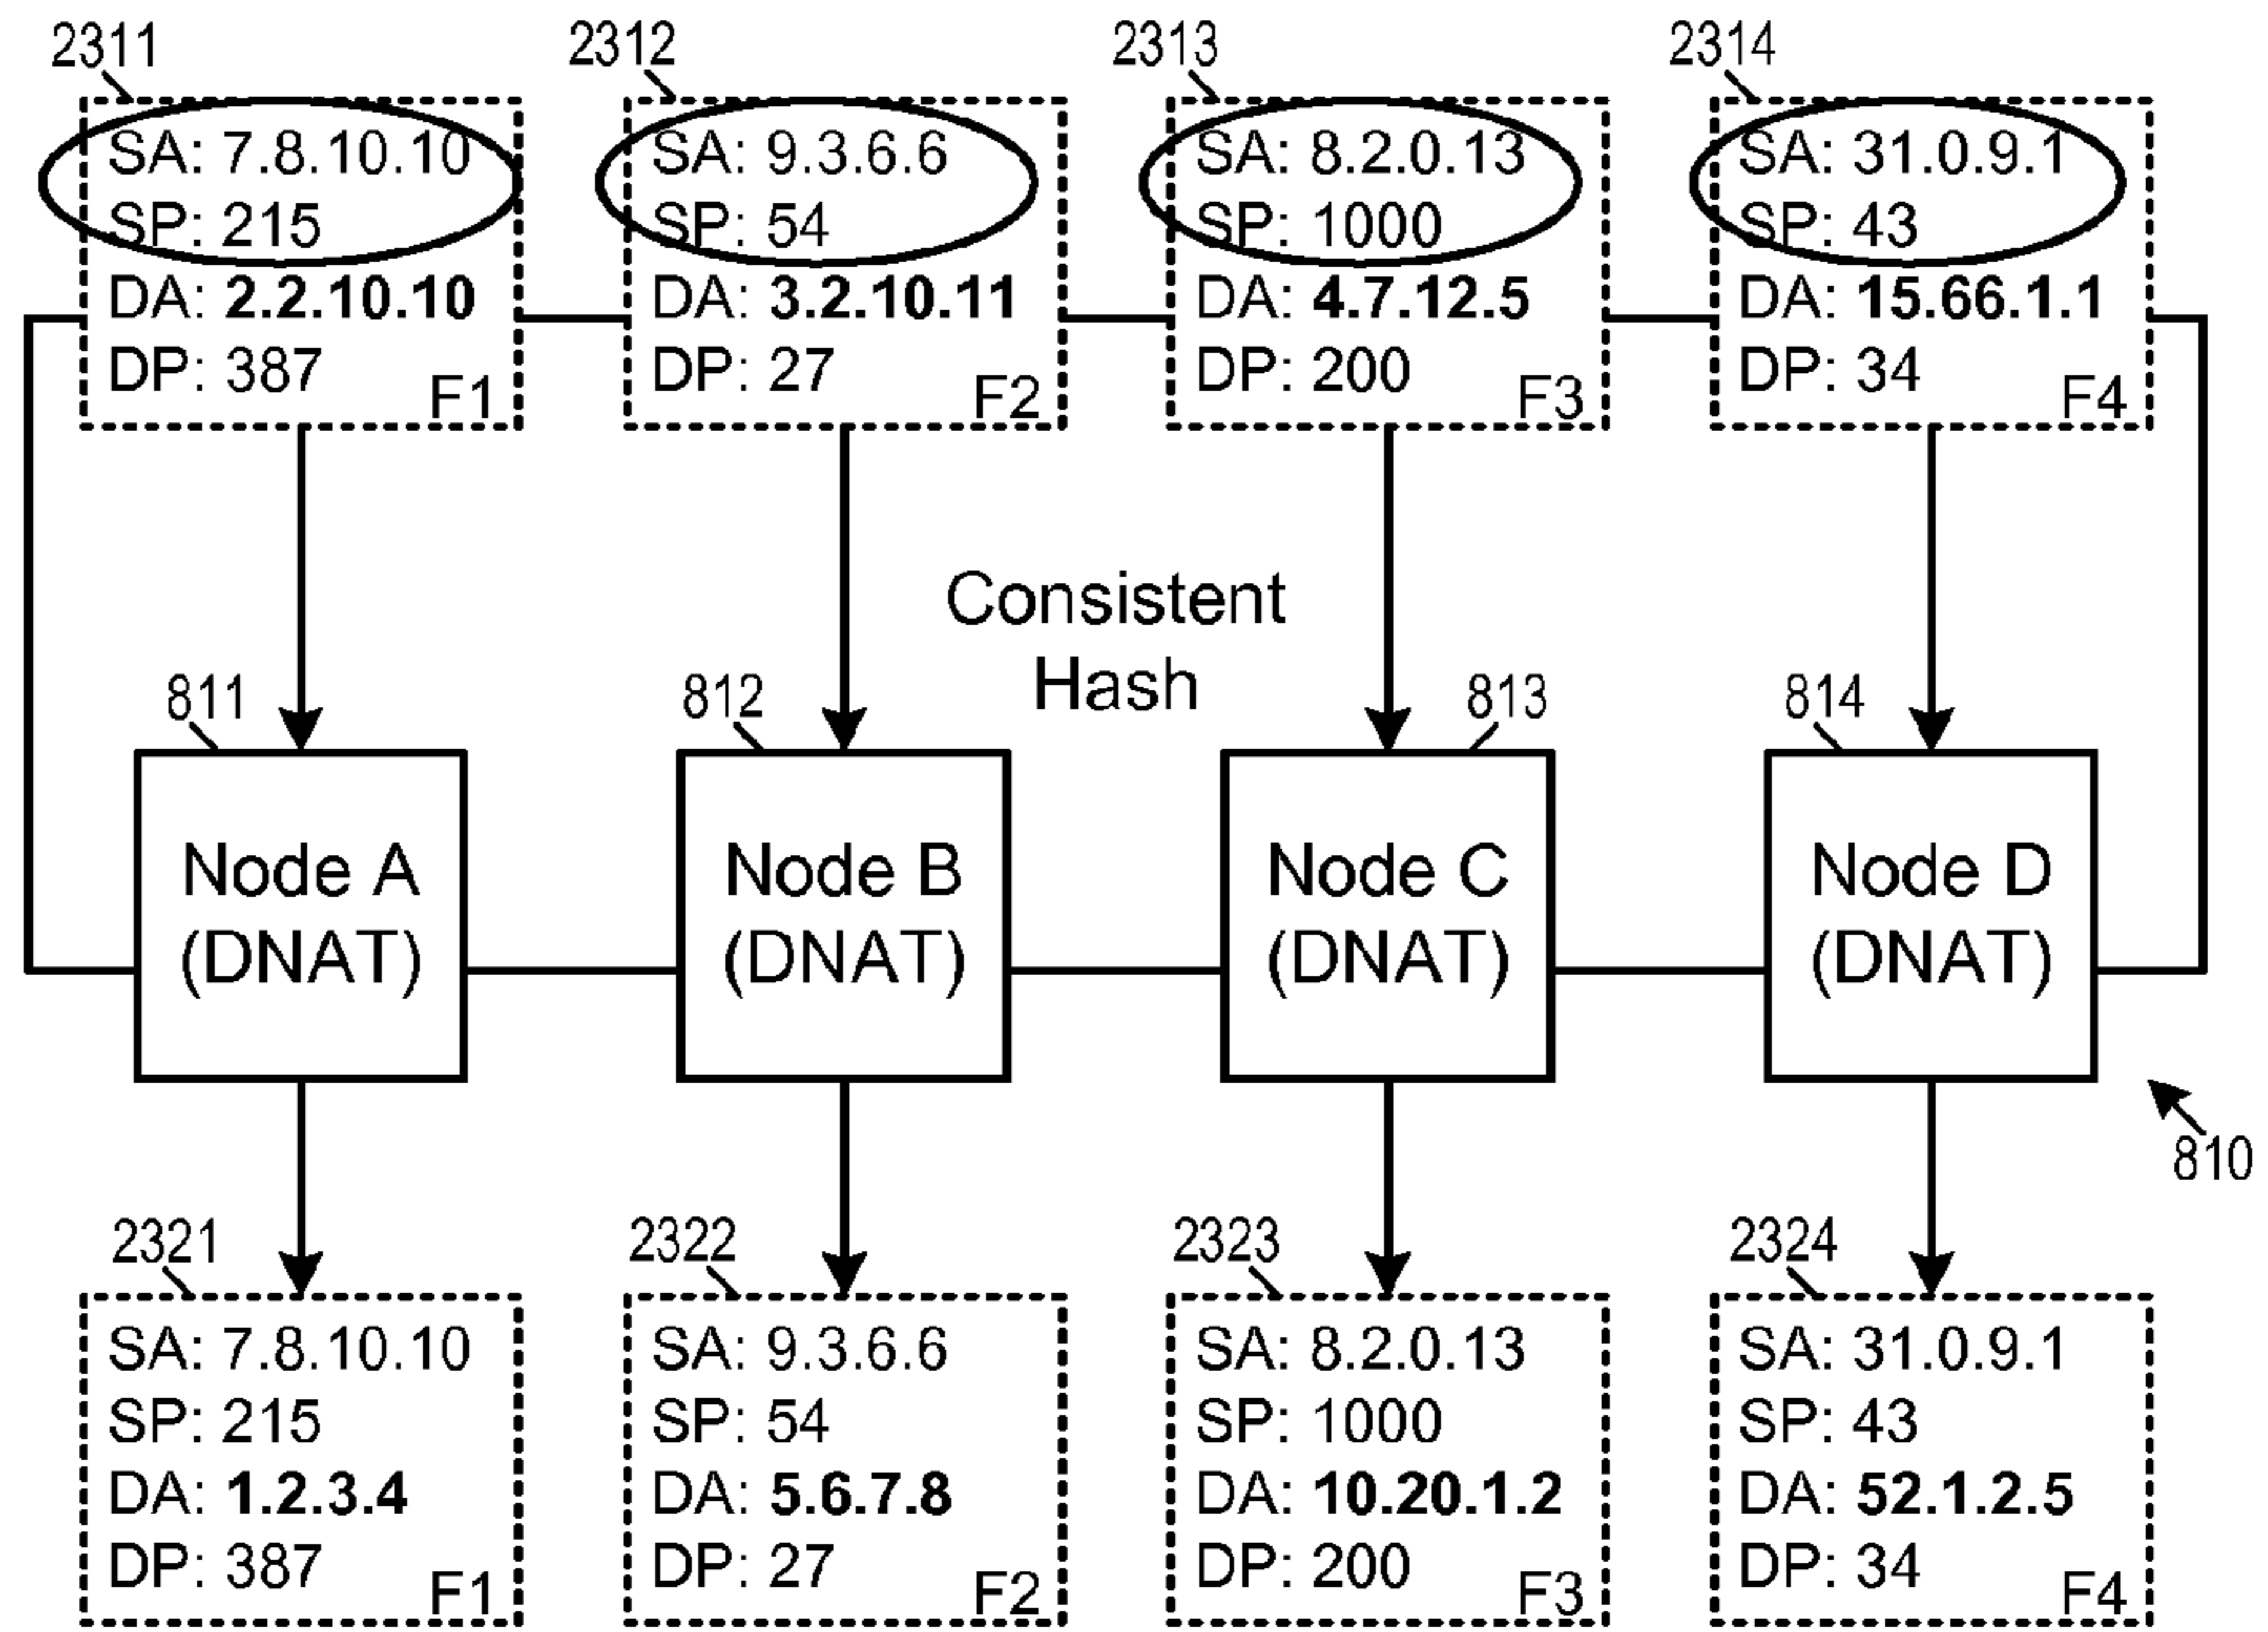 2311
2312
2313
2314
SA: 7.8.10.10
SP: 215
DA: 2.2.10.10
DP: 387
F1
SA: 9.3.6.6
SP: 54
DA: 3.2.10.11
DP: 27
F2
SA: 8.2.0.13
SP: 1000
DA: 4.7.12.5
DP: 200
F3
SA: 31.0.9.1
SP: 43
DA: 15.66.1.1
DP: 34
F4
Consistent
Hash
811
812
813
814
Node A
(DNAT)
Node B
(DNAT)
Node C
(DNAT)
Node D
(DNAT)
810
2321
2322
2323
2324
SA: 7.8.10.10
SP: 215
DA: 1.2.3.4
DP: 387
F1
SA: 9.3.6.6
SP: 54
DA: 5.6.7.8
DP: 27
F2
SA: 8.2.0.13
SP: 1000
DA: 10.20.1.2
DP: 200
F3
SA: 31.0.9.1
SP: 43
DA: 52.1.2.5
DP: 34
F4